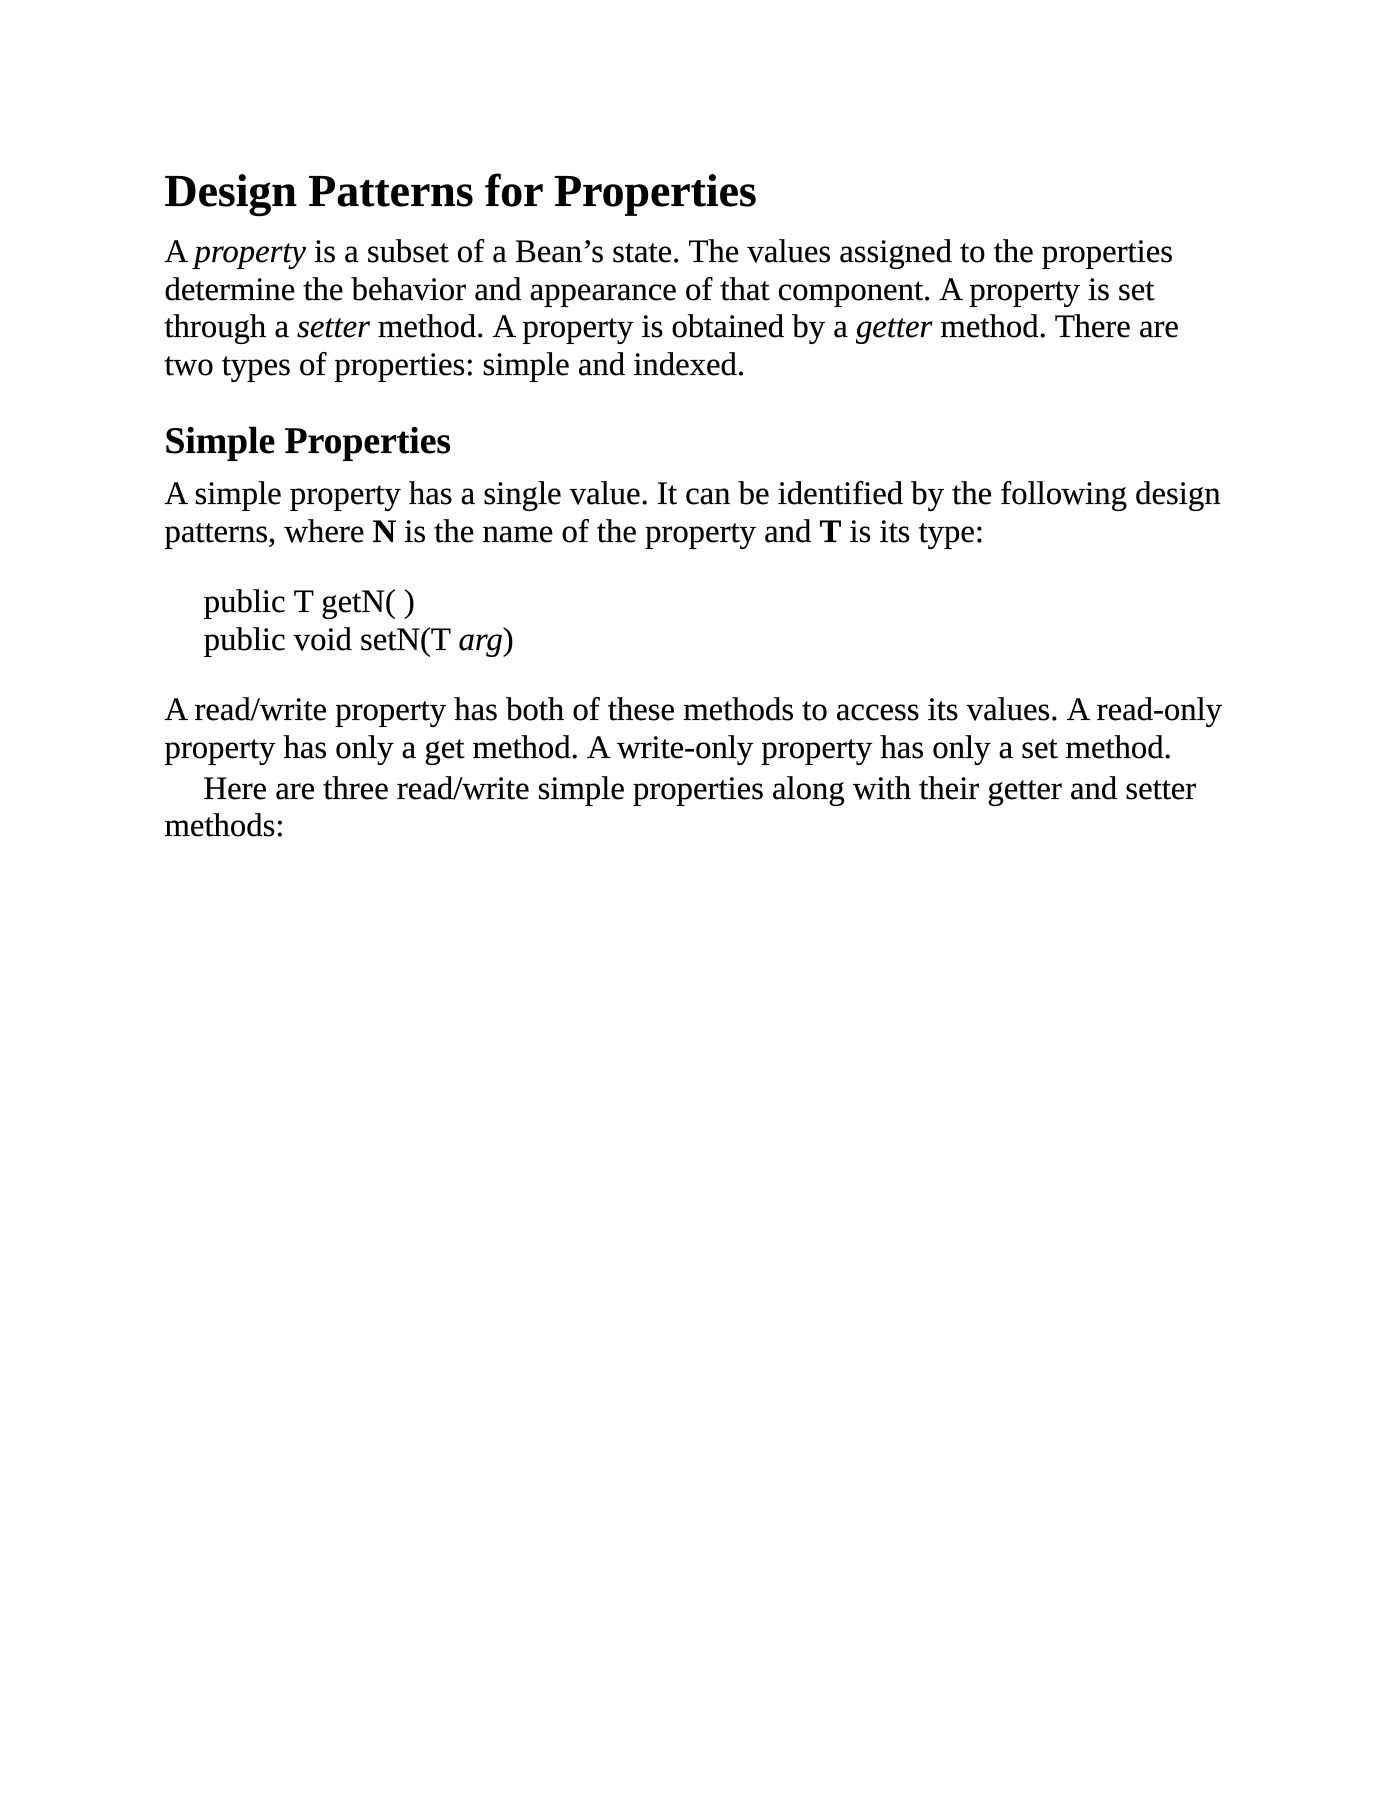 Design Patterns for Properties
A property is a subset of a Bean’s state. The values assigned to the properties
determine the behavior and appearance of that component. A property is set
through a setter method. A property is obtained by a getter method. There are
two types of properties: simple and indexed.
Simple Properties
A simple property has a single value. It can be identified by the following design
patterns, where N is the name of the property and T is its type:
public T getN( )
public void setN(T arg)
A read/write property has both of these methods to access its values. A read-only
property has only a get method. A write-only property has only a set method.
Here are three read/write simple properties along with their getter and setter
methods: